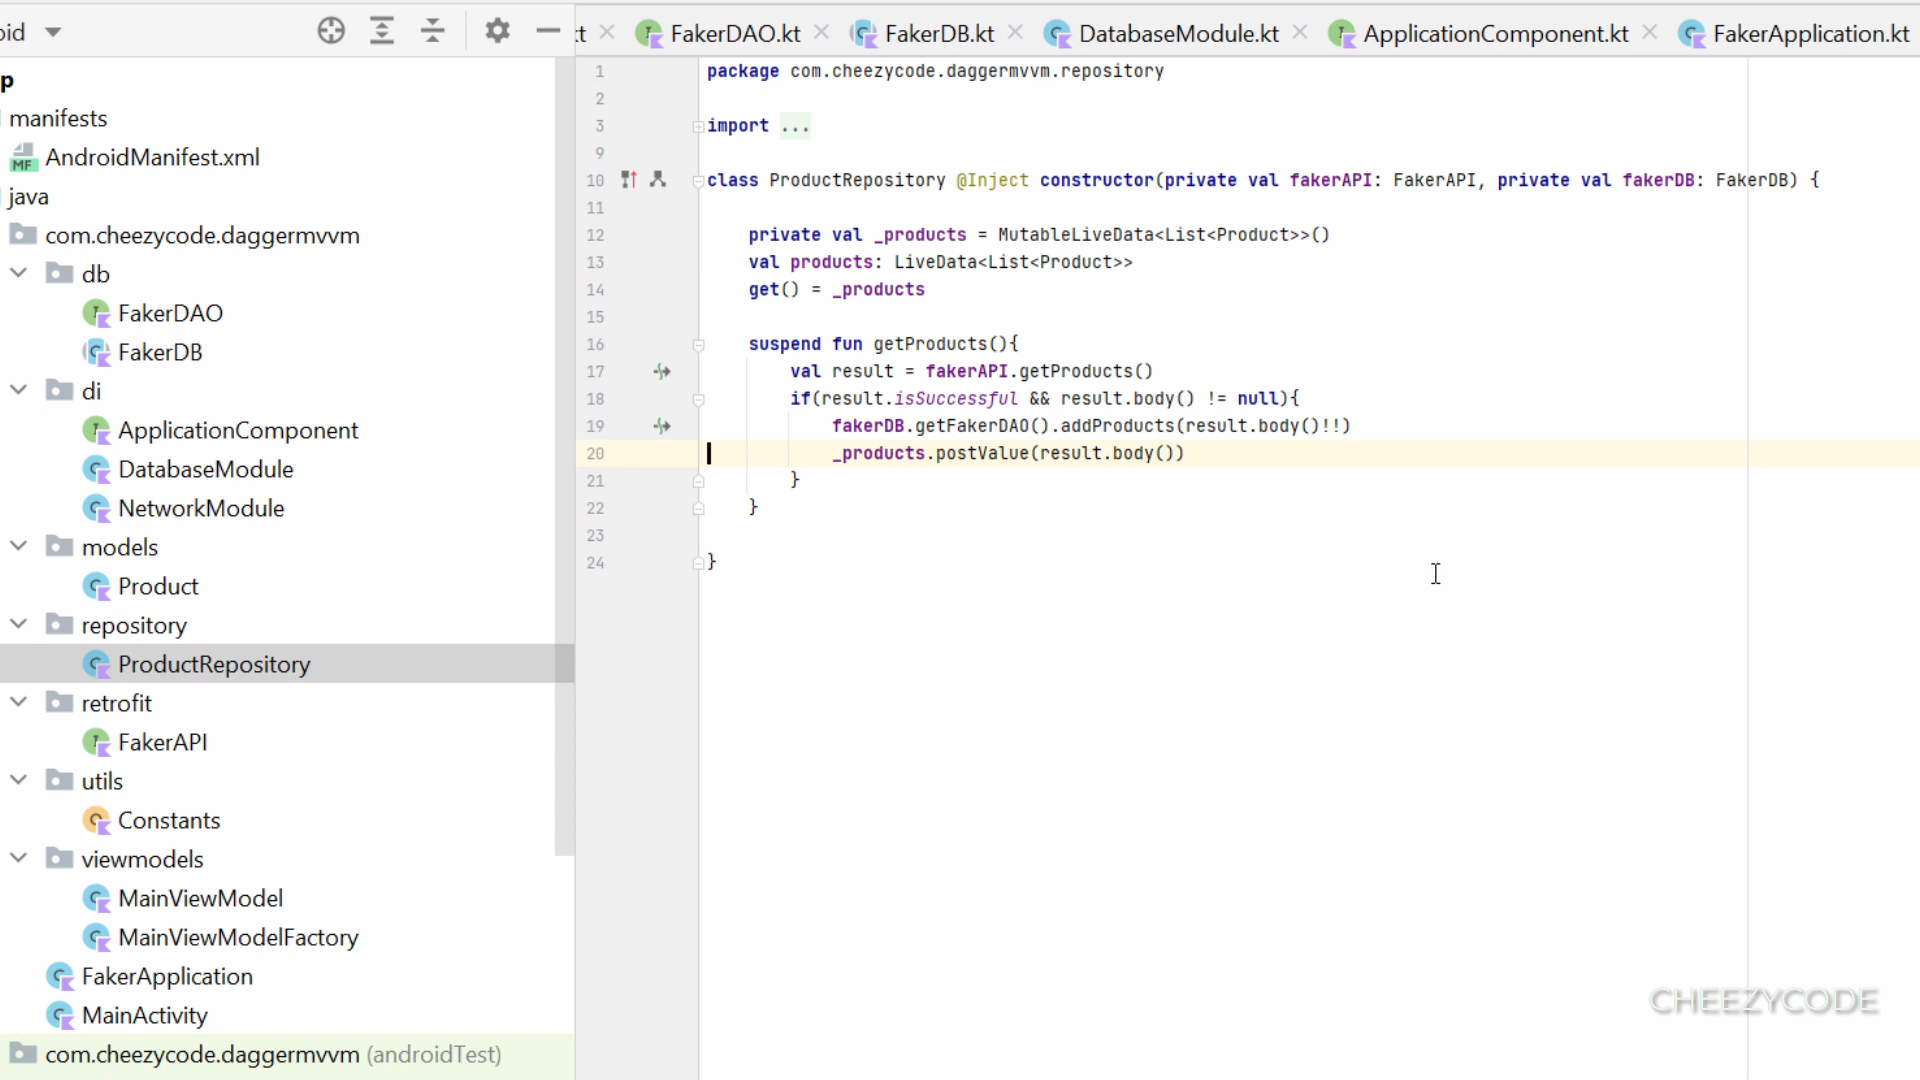 oid
kt
FakerDAO.kt
FakerDB.kt
DatabaseModule.kt
ApplicationComponent.kt
FakerApplication.kt
p
manifests
MF AndroidManifest.xml
java
com.cheezycode.daggermvvm
db
FakerDAO
FakerDB
di
ApplicationComponent
DatabaseModule
NetworkModule
models
Product
repository
ProductRepository
retrofit
FakerAPI
utils
Constants
viewmodels
MainViewModel
MainViewModelFactory
FakerApplication
MainActivity
com.cheezycode.daggermvvm (androidTest)
1 package com.cheezycode.daggermvvm.repository
2
3 import ...
9
10 class ProductRepository @Inject constructor(private val fakerAPI: FakerAPI, private val fakerDB: FakerDB) {
11
12 private val _products = MutableLiveData<List<Product>>()
13 val products: LiveData<List<Product>>
14 get() = _products
15
16 suspend fun getProducts(){
17 val result = fakerAPI.getProducts()
18 if(result.isSuccessful && result.body() != null){
19 fakerDB.getFakerDAO().addProducts(result.body()!!)
20 _products.postValue(result.body())
21 }
22 }
23
24 }
CHEEZYCODE